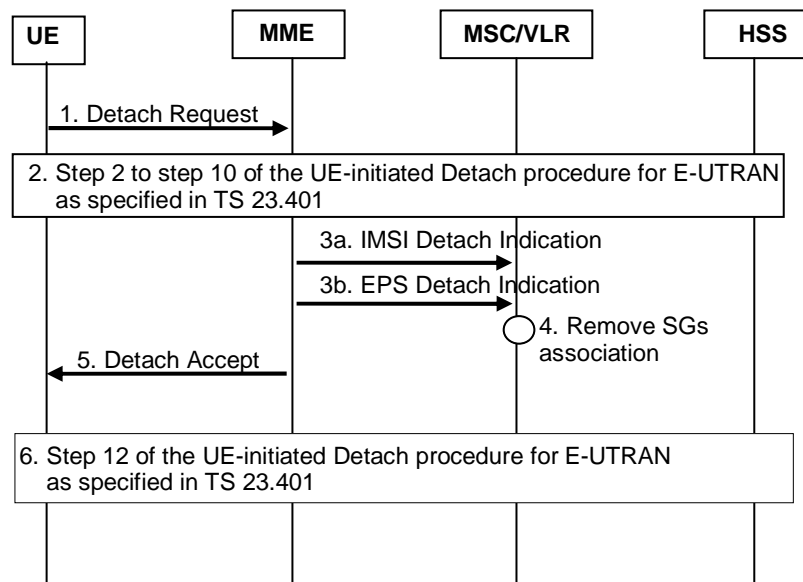 UE
MME
MSC/VLR
HSS
1. Detach Request
2. Step 2 to step 10 of the UE-initiated Detach procedure for E-UTRAN
as specified in TS 23.401
3a. IMSI Detach Indication
3b. EPS Detach Indication
4. Remove SGs
association
5. Detach Accept
6. Step 12 of the UE-initiated Detach procedure for E-UTRAN
as specified in TS 23.401